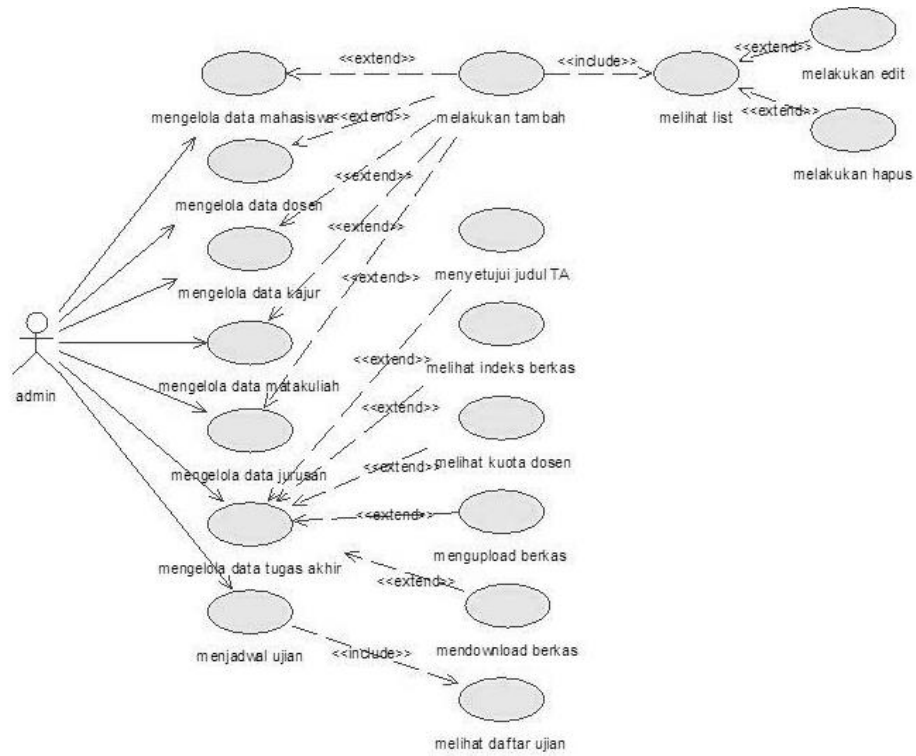 <<extend>>
<<include>>
<<extend>>
melakukan edit
mengelola data mahasiswa
<<extend>>
melakukan tambah
melihat list
<<extend>>
melakukan hapus
<<extend>>
mengelola data dosen
<<extend>>
mengelola data kajur
<<extend>>
menyetujui judul TA
<<extend>>
melihat indeks berkas
mengelola data matakuliah
admin
<<extend>>
melihat kuota dosen
mengelola data jurusan
<<extend>>
<<extend>>
mengupload berkas
mengelola data tugas akhir
<<extend>>
mendownload berkas
menjadwal ujian
<<include>>
melihat daftar ujian